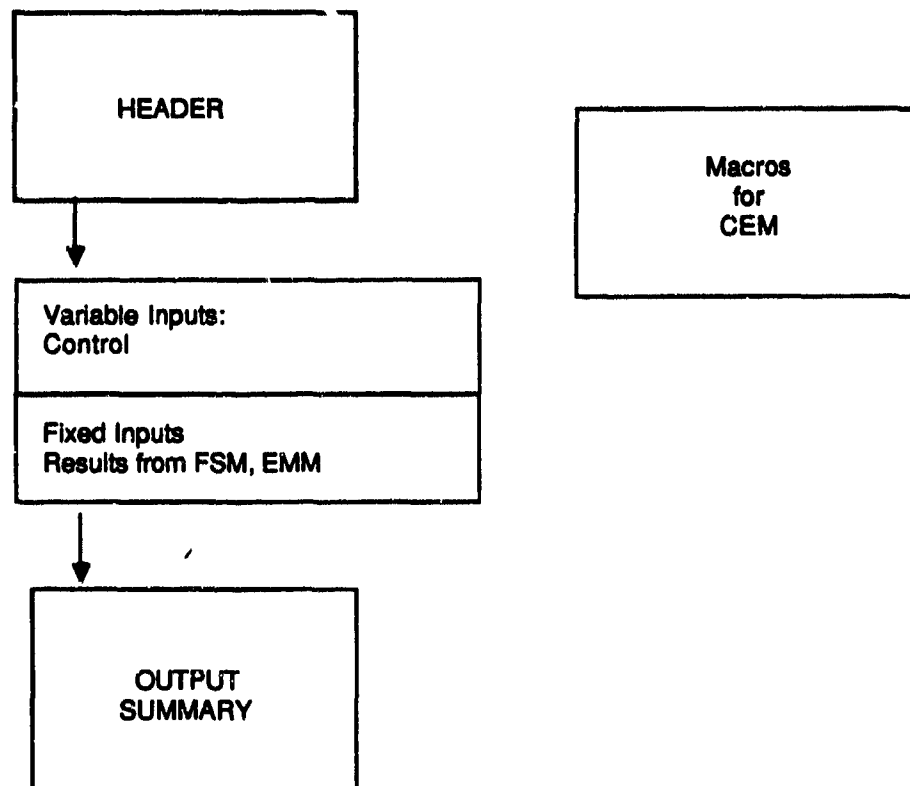 HEADER
Macros
for
CEM
Variable Inputs:
Control
Fixed Inputs
Results from FSM, EMM
OUTPUT
SUMMARY